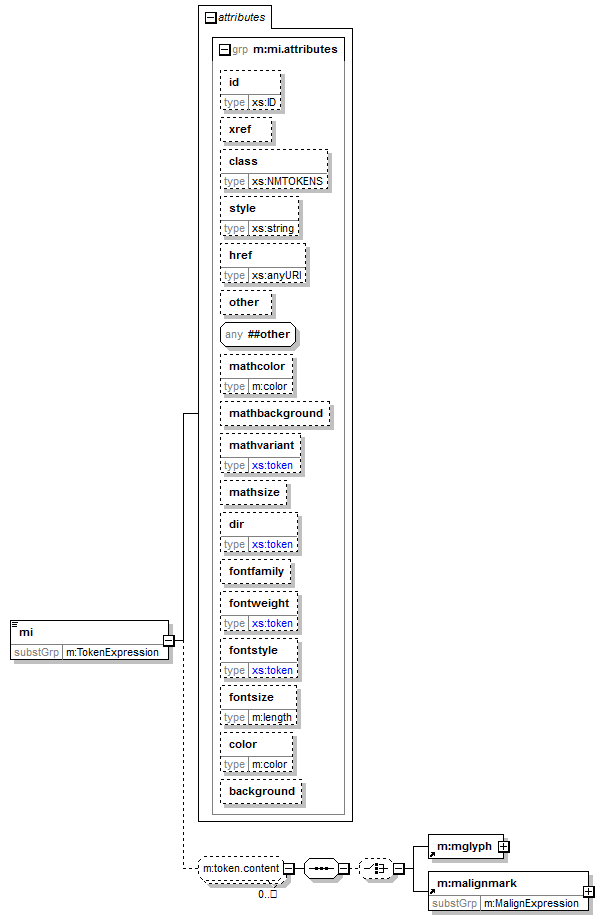 attributes
grp m:mi.attributes
id
type xs:ID
xref
class
type xs:NMTOKENS
style
type xs:string
href
type xs:anyURI
other
any ##other
mathcolor
type m:color
mathbackground
mathvariant
type xs:token
mathsize
dir
type xs:token
fontfamily
fontweight
type xs:token
fontstyle
type xs:token
fontsize
type m:length
color
type m:color
background
mi
substGrp m:TokenExpression
m:token.content
0..□
m:mglyph
m:malignmark
substGrp m:MalignExpression